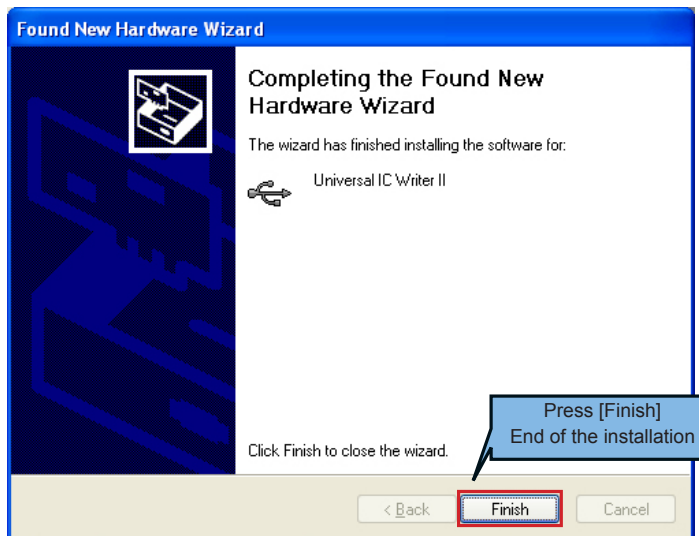 Found New Hardware Wizard
Completing the Found New
Hardware Wizard
The wizard has finished installing the software for:
Universal IC Writer II
Press [Finish]
End of the installation
Click Finish to close the wizard.
< Back
Finish
Cancel